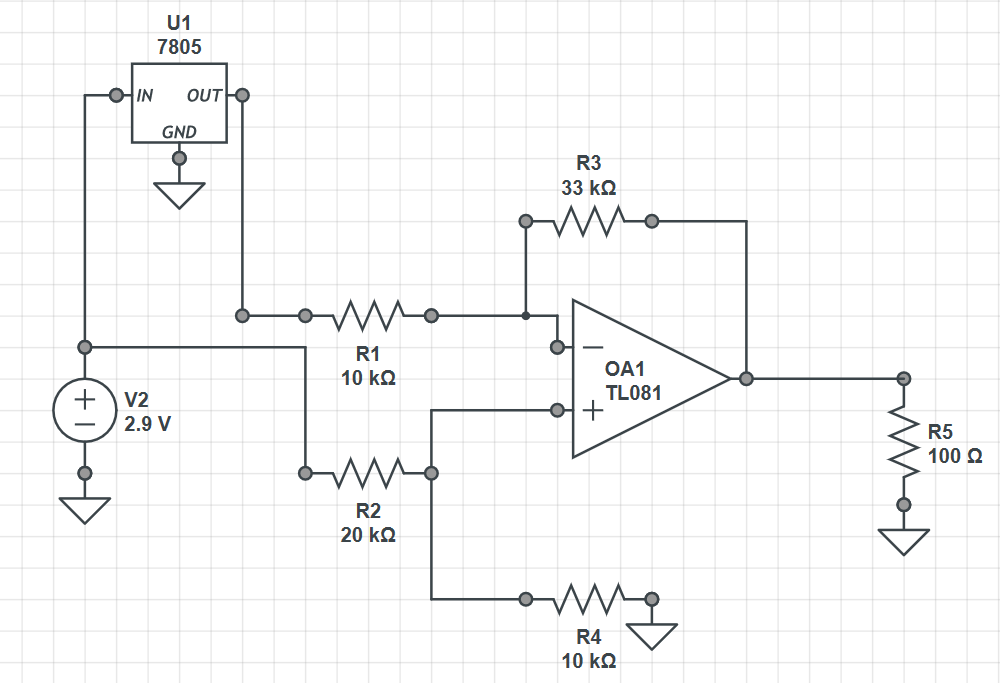 U1
7805
IN
OUT
GND
R3
33 kΩ
R1
10 kΩ
OA1
TL081
V2
2.9 V
R5
100 Ω
R2
20 kΩ
R4
10 kΩ